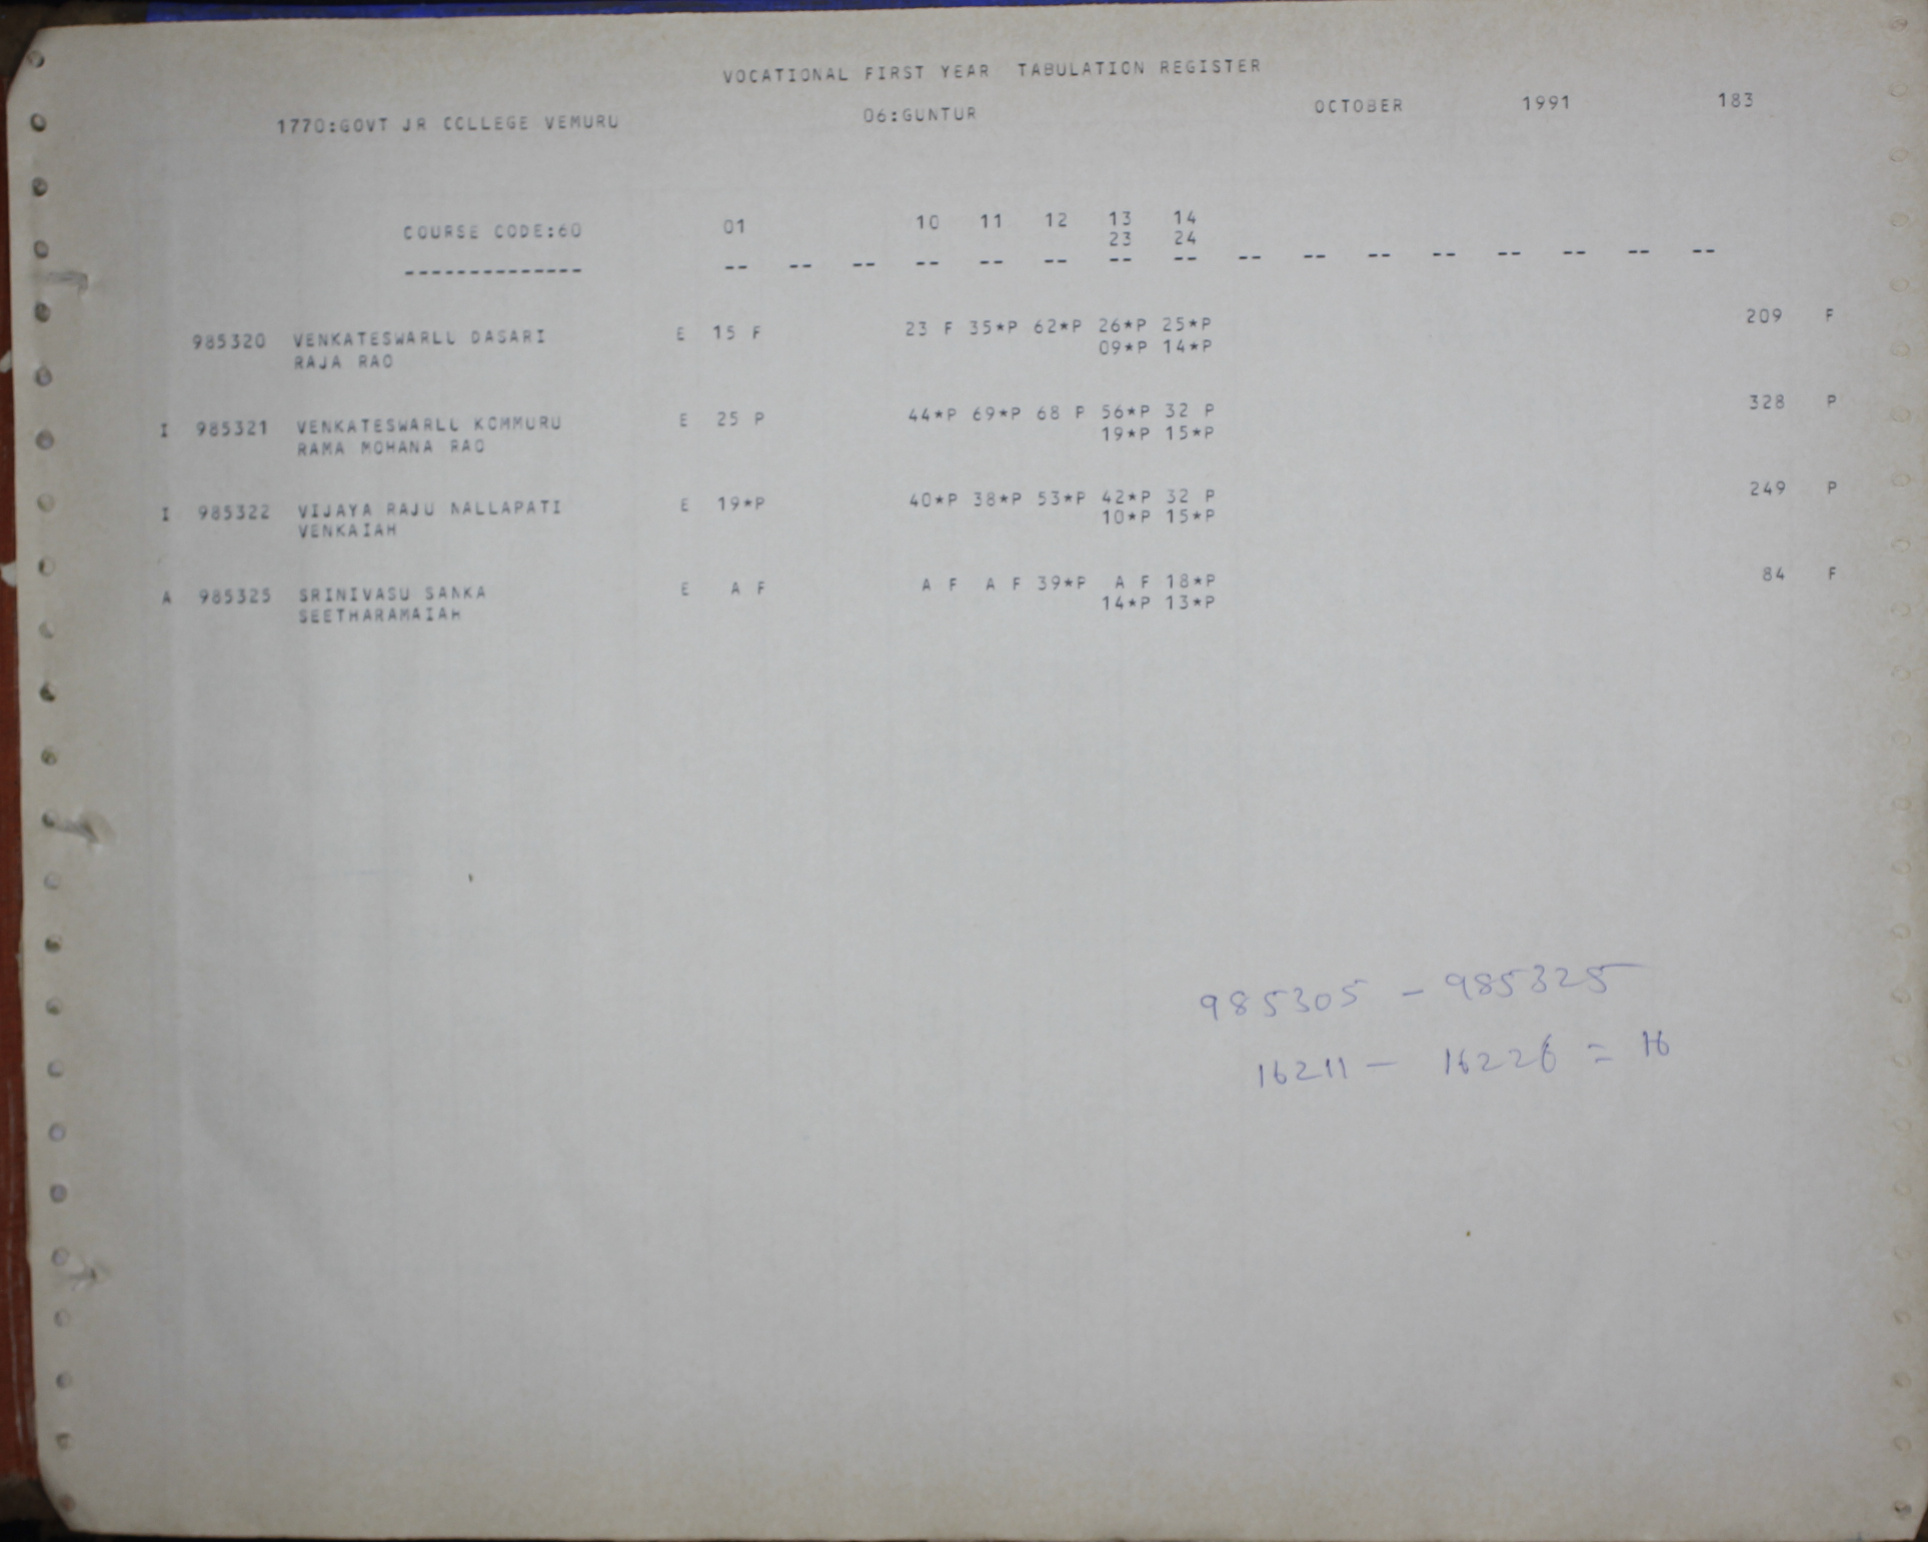 VOCATIONAL FIRST YEAR TABULATION REGISTER
1770:GOVT JR COLLEGE VEMURU 06:GUNTUR OCTOBER 1991 183
COURSE CODE:60 01 10 11 12 13 14
23 24
-------------- -- -- -- -- -- -- -- -- -- -- -- -- -- -- -- --
985320 VENKATESWARLU DASARI E 15 F 23 F 35*P 62*P 26*P 25*P 209 F
RAJA RAO 09*P 14*P
I 985321 VENKATESWARLU KOMMURU E 25 P 44*P 69*P 68 P 56*P 32 P 328 P
RAMA MOHANA RAO 19*P 15*P
I 985322 VIJAYA RAJU NALLAPATI E 19*P 40*P 38*P 53*P 42*P 32 P 249 P
VENKAIAH 10*P 15*P
A 985325 SRINIVASU SANKA E A F A F A F 39*P A F 18*P 84 F
SEETHARAMAIAH 14*P 13*P
985305 - 985325
16211 - 16226 = 16